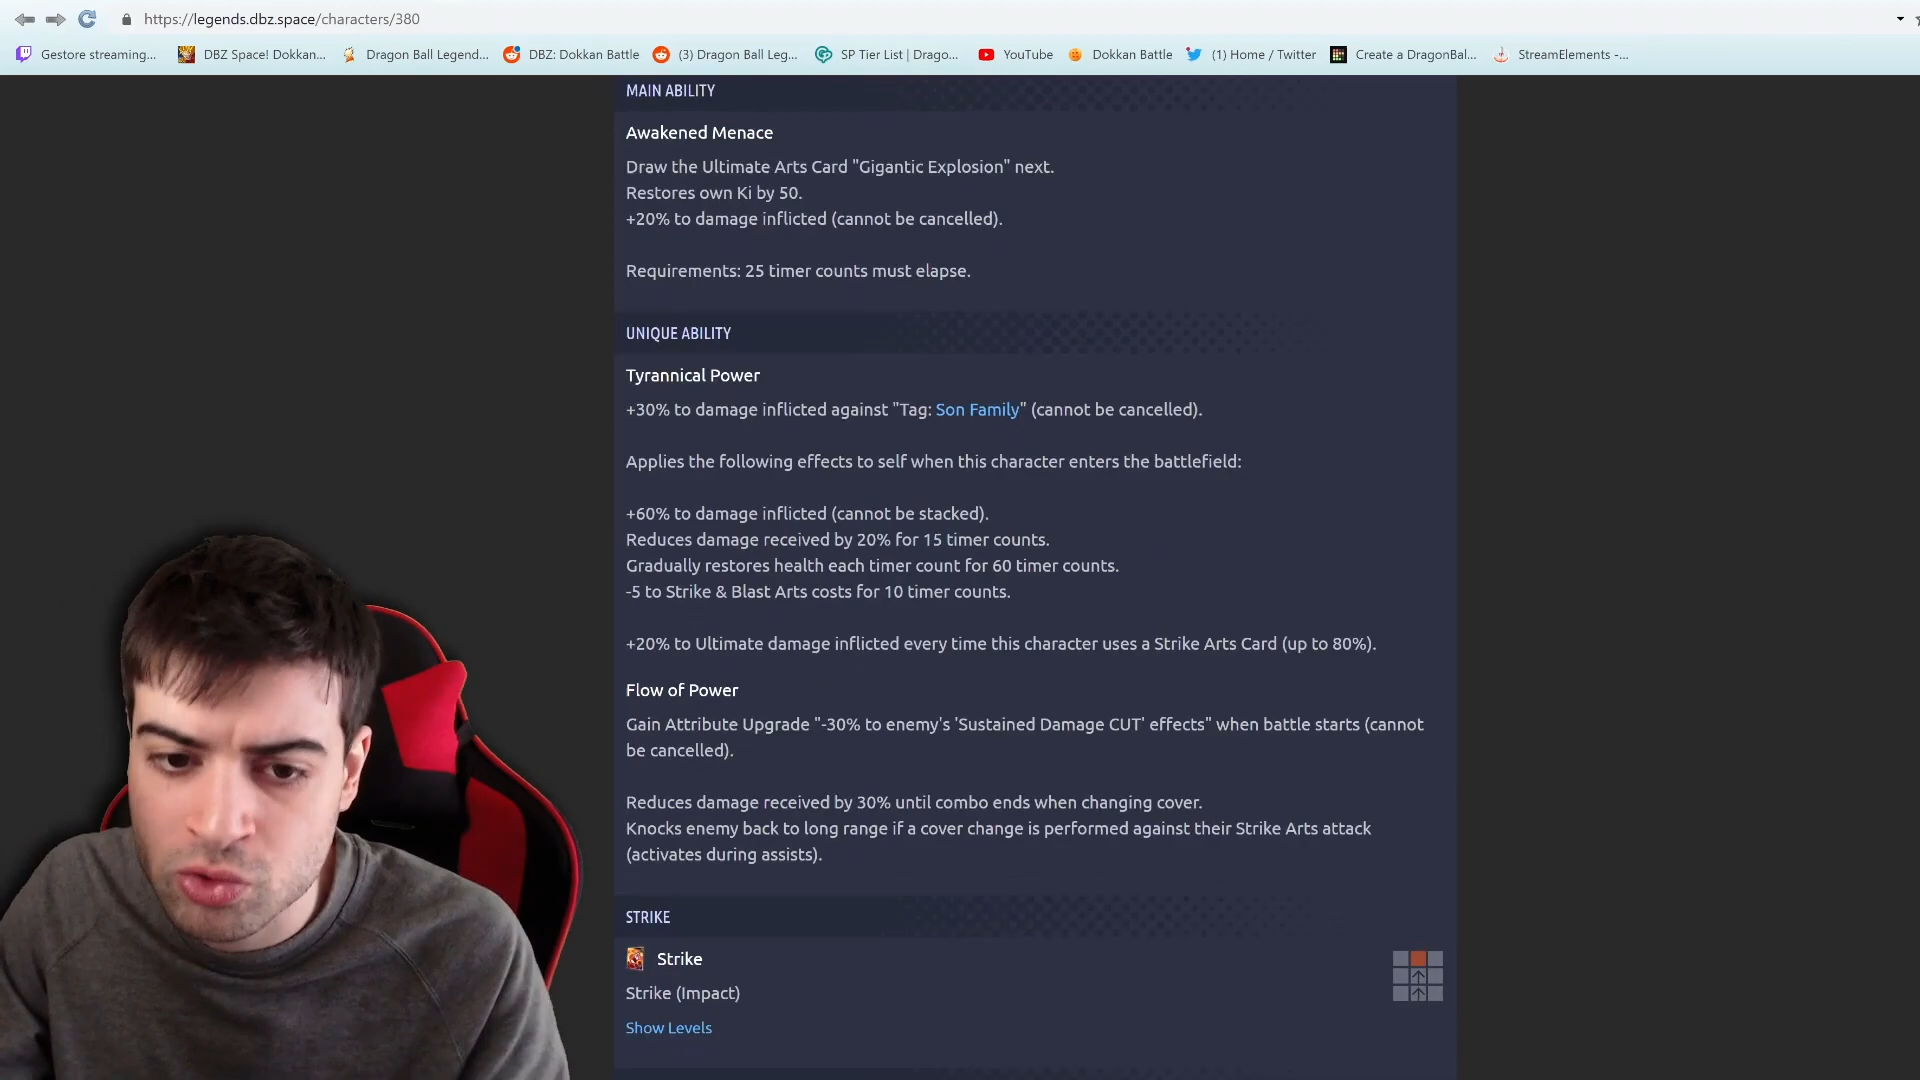 https://legends.dbz.space/characters/380
Gestore streaming...
DBZ Space! Dokkan...
Dragon Ball Legend...
DBZ: Dokkan Battle
(3) Dragon Ball Leg...
SP Tier List | Drago...
YouTube
Dokkan Battle
(1) Home / Twitter
Create a DragonBal...
StreamElements -...
MAIN ABILITY
Awakened Menace
Draw the Ultimate Arts Card "Gigantic Explosion" next.
Restores own Ki by 50.
+20% to damage inflicted (cannot be cancelled).
Requirements: 25 timer counts must elapse.
UNIQUE ABILITY
Tyrannical Power
+30% to damage inflicted against "Tag: Son Family" (cannot be cancelled).
Applies the following effects to self when this character enters the battlefield:
+60% to damage inflicted (cannot be stacked).
Reduces damage received by 20% for 15 timer counts.
Gradually restores health each timer count for 60 timer counts.
-5 to Strike & Blast Arts costs for 10 timer counts.
+20% to Ultimate damage inflicted every time this character uses a Strike Arts Card (up to 80%).
Flow of Power
Gain Attribute Upgrade "-30% to enemy's 'Sustained Damage CUT' effects" when battle starts (cannot
be cancelled).
Reduces damage received by 30% until combo ends when changing cover.
Knocks enemy back to long range if a cover change is performed against their Strike Arts attack
(activates during assists).
STRIKE
Strike
Strike (Impact)
Show Levels